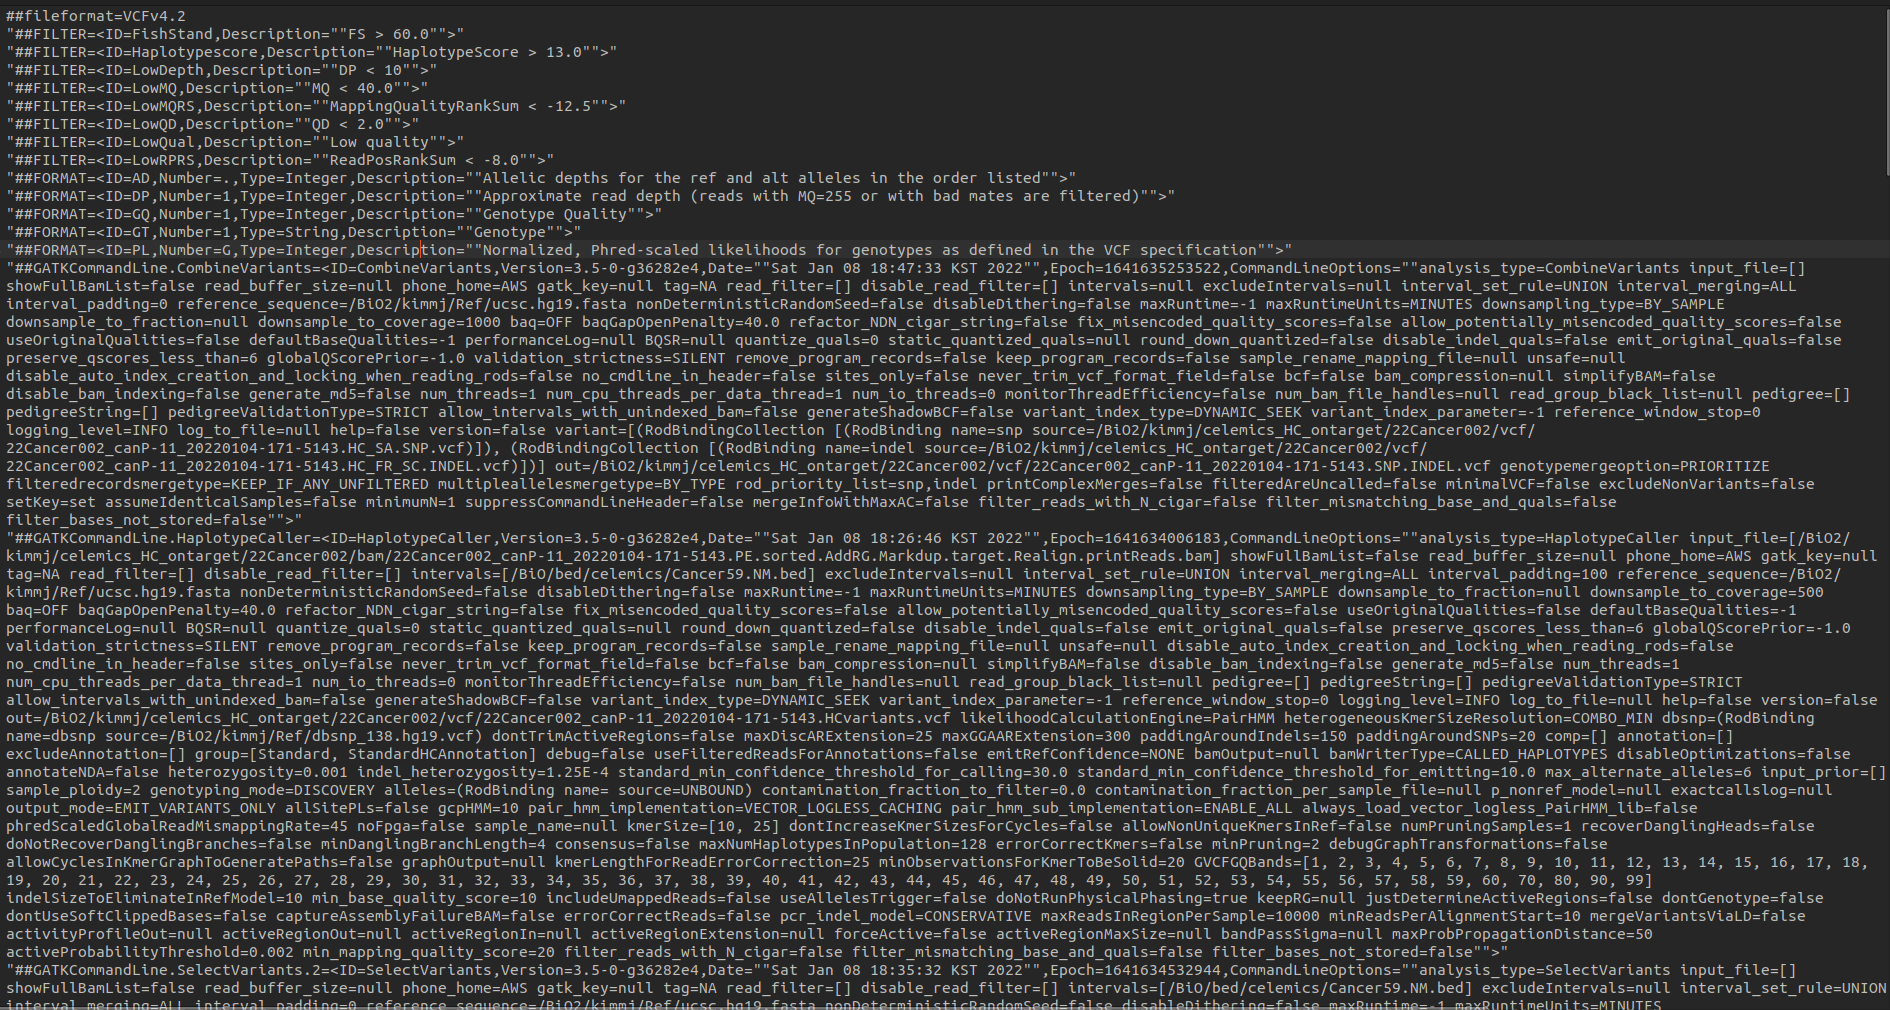 ##fileformat=VCFv4.2
"##FILTER=<ID=FishStand,Description=""FS > 60.0"">"
"##FILTER=<ID=Haplotypescore,Description=""HaplotypeScore > 13.0"">"
"##FILTER=<ID=LowDepth,Description=""DP < 10"">"
"##FILTER=<ID=LowMQ,Description=""MQ < 40.0"">"
"##FILTER=<ID=LowMQRS,Description=""MappingQualityRankSum < -12.5"">"
"##FILTER=<ID=LowQD,Description=""QD < 2.0"">"
"##FILTER=<ID=LowQual,Description=""Low quality"">"
"##FILTER=<ID=LowRPRS,Description=""ReadPosRankSum < -8.0"">"
"##FORMAT=<ID=AD,Number=.,Type=Integer,Description=""Allelic depths for the ref and alt alleles in the order listed"">"
"##FORMAT=<ID=DP,Number=1,Type=Integer,Description=""Approximate read depth (reads with MQ=255 or with bad mates are filtered)"">"
"##FORMAT=<ID=GQ,Number=1,Type=Integer,Description=""Genotype Quality"">"
"##FORMAT=<ID=GT,Number=1,Type=String,Description=""Genotype"">"
"##FORMAT=<ID=PL,Number=G,Type=Integer,Description=""Normalized, Phred-scaled likelihoods for genotypes as defined in the VCF specification"">"
"##GATKCommandLine.CombineVariants=<ID=CombineVariants,Version=3.5-0-g36282e4,Date=""Sat Jan 08 18:47:33 KST 2022"",Epoch=1641635253522,CommandLineOptions=""analysis_type=CombineVariants input_file=[]
showFullBamList=false read_buffer_size=null phone_home=AWS gatk_key=null tag=NA read_filter=[] disable_read_filter=[] intervals=null excludeIntervals=null interval_set_rule=UNION interval_merging=ALL
interval_padding=0 reference_sequence=/BiO2/kimmj/Ref/ucsc.hg19.fasta nonDeterministicRandomSeed=false disableDithering=false maxRuntime=-1 maxRuntimeUnits=MINUTES downsampling_type=BY_SAMPLE
downsample_to_fraction=null downsample_to_coverage=1000 baq=OFF baqGapOpenPenalty=40.0 refactor_NDN_cigar_string=false fix_misencoded_quality_scores=false allow_potentially_misencoded_quality_scores=false
useOriginalQualities=false defaultBaseQualities=-1 performanceLog=null BQSR=null quantize_quals=0 static_quantized_quals=null round_down_quantized=false disable_indel_quals=false emit_original_quals=false
preserve_qscores_less_than=6 globalQScorePrior=-1.0 validation_strictness=SILENT remove_program_records=false keep_program_records=false sample_rename_mapping_file=null unsafe=null
disable_auto_index_creation_and_locking_when_reading_rods=false no_cmdline_in_header=false sites_only=false never_trim_vcf_format_field=false bcf=false bam_compression=null simplifyBAM=false
disable_bam_indexing=false generate_md5=false num_threads=1 num_cpu_threads_per_data_thread=1 num_io_threads=0 monitorThreadEfficiency=false num_bam_file_handles=null read_group_black_list=null pedigree=[]
pedigreeString=[] pedigreeValidationType=STRICT allow_intervals_with_unindexed_bam=false generateShadowBCF=false variant_index_type=DYNAMIC_SEEK variant_index_parameter=-1 reference_window_stop=0
logging_level=INFO log_to_file=null help=false version=false variant=[(RodBindingCollection [(RodBinding name=snp source=/BiO2/kimmj/celemics_HC_ontarget/22Cancer002/vcf/
22Cancer002_canP-11_20220104-171-5143.HC_SA.SNP.vcf)]), (RodBindingCollection [(RodBinding name=indel source=/BiO2/kimmj/celemics_HC_ontarget/22Cancer002/vcf/
22Cancer002_canP-11_20220104-171-5143.HC_FR_SC.INDEL.vcf)])] out=/BiO2/kimmj/celemics_HC_ontarget/22Cancer002/vcf/22Cancer002_canP-11_20220104-171-5143.SNP.INDEL.vcf genotypemergeoption=PRIORITIZE
filteredrecordsmergetype=KEEP_IF_ANY_UNFILTERED multipleallelesmergetype=BY_TYPE rod_priority_list=snp,indel printComplexMerges=false filteredAreUncalled=false minimalVCF=false excludeNonVariants=false
setKey=set assumeIdenticalSamples=false minimumN=1 suppressCommandLineHeader=false mergeInfoWithMaxAC=false filter_reads_with_N_cigar=false filter_mismatching_base_and_quals=false
filter_bases_not_stored=false"">"
"##GATKCommandLine.HaplotypeCaller=<ID=HaplotypeCaller,Version=3.5-0-g36282e4,Date=""Sat Jan 08 18:26:46 KST 2022"",Epoch=1641634006183,CommandLineOptions=""analysis_type=HaplotypeCaller input_file=[/BiO2/
kimmj/celemics_HC_ontarget/22Cancer002/bam/22Cancer002_canP-11_20220104-171-5143.PE.sorted.AddRG.Markdup.target.Realign.printReads.bam] showFullBamList=false read_buffer_size=null phone_home=AWS gatk_key=null
tag=NA read_filter=[] disable_read_filter=[] intervals=[/BiO/bed/celemics/Cancer59.NM.bed] excludeIntervals=null interval_set_rule=UNION interval_merging=ALL interval_padding=100 reference_sequence=/BiO2/
kimmj/Ref/ucsc.hg19.fasta nonDeterministicRandomSeed=false disableDithering=false maxRuntime=-1 maxRuntimeUnits=MINUTES downsampling_type=BY_SAMPLE downsample_to_fraction=null downsample_to_coverage=500
baq=OFF baqGapOpenPenalty=40.0 refactor_NDN_cigar_string=false fix_misencoded_quality_scores=false allow_potentially_misencoded_quality_scores=false useOriginalQualities=false defaultBaseQualities=-1
performanceLog=null BQSR=null quantize_quals=0 static_quantized_quals=null round_down_quantized=false disable_indel_quals=false emit_original_quals=false preserve_qscores_less_than=6 globalQScorePrior=-1.0
validation_strictness=SILENT remove_program_records=false keep_program_records=false sample_rename_mapping_file=null unsafe=null disable_auto_index_creation_and_locking_when_reading_rods=false
no_cmdline_in_header=false sites_only=false never_trim_vcf_format_field=false bcf=false bam_compression=null simplifyBAM=false disable_bam_indexing=false generate_md5=false num_threads=1
num_cpu_threads_per_data_thread=1 num_io_threads=0 monitorThreadEfficiency=false num_bam_file_handles=null read_group_black_list=null pedigree=[] pedigreeString=[] pedigreeValidationType=STRICT
allow_intervals_with_unindexed_bam=false generateShadowBCF=false variant_index_type=DYNAMIC_SEEK variant_index_parameter=-1 reference_window_stop=0 logging_level=INFO log_to_file=null help=false version=false
out=/BiO2/kimmj/celemics_HC_ontarget/22Cancer002/vcf/22Cancer002_canP-11_20220104-171-5143.HCvariants.vcf likelihoodCalculationEngine=PairHMM heterogeneousKmerSizeResolution=COMBO_MIN dbsnp=(RodBinding
name=dbsnp source=/BiO2/kimmj/Ref/dbsnp_138.hg19.vcf) dontTrimActiveRegions=false maxDiscARExtension=25 maxGGAARExtension=300 paddingAroundIndels=150 paddingAroundSNPs=20 comp=[] annotation=[]
excludeAnnotation=[] group=[Standard, StandardHCAnnotation] debug=false useFilteredReadsForAnnotations=false emitRefConfidence=NONE bamOutput=null bamWriterType=CALLED_HAPLOTYPES disableOptimizations=false
annotateNDA=false heterozygosity=0.001 indel_heterozygosity=1.25E-4 standard_min_confidence_threshold_for_calling=30.0 standard_min_confidence_threshold_for_emitting=10.0 max_alternate_alleles=6 input_prior=[]
sample_ploidy=2 genotyping_mode=DISCOVERY alleles=(RodBinding name= source=UNBOUND) contamination_fraction_to_filter=0.0 contamination_fraction_per_sample_file=null p_nonref_model=null exactcallslog=null
output_mode=EMIT_VARIANTS_ONLY allSitePLs=false gcpHMM=10 pair_hmm_implementation=VECTOR_LOGLESS_CACHING pair_hmm_sub_implementation=ENABLE_ALL always_load_vector_logless_PairHMM_lib=false
phredScaledGlobalReadMismappingRate=45 noFpga=false sample_name=null kmerSize=[10, 25] dontIncreaseKmerSizesForCycles=false allowNonUniqueKmersInRef=false numPruningSamples=1 recoverDanglingHeads=false
doNotRecoverDanglingBranches=false minDanglingBranchLength=4 consensus=false maxNumHaplotypesInPopulation=128 errorCorrectKmers=false minPruning=2 debugGraphTransformations=false
allowCyclesInKmerGraphToGeneratePaths=false graphOutput=null kmerLengthForReadErrorCorrection=25 minObservationsForKmerToBeSolid=20 GVCFGQBands=[1, 2, 3, 4, 5, 6, 7, 8, 9, 10, 11, 12, 13, 14, 15, 16, 17, 18,
19, 20, 21, 22, 23, 24, 25, 26, 27, 28, 29, 30, 31, 32, 33, 34, 35, 36, 37, 38, 39, 40, 41, 42, 43, 44, 45, 46, 47, 48, 49, 50, 51, 52, 53, 54, 55, 56, 57, 58, 59, 60, 70, 80, 90, 99]
indelSizeToEliminateInRefModel=10 min_base_quality_score=10 includeUmappedReads=false useAllelesTrigger=false doNotRunPhysicalPhasing=true keepRG=null justDetermineActiveRegions=false dontGenotype=false
dontUseSoftClippedBases=false captureAssemblyFailureBAM=false errorCorrectReads=false pcr_indel_model=CONSERVATIVE maxReadsInRegionPerSample=10000 minReadsPerAlignmentStart=10 mergeVariantsViaLD=false
activityProfileOut=null activeRegionOut=null activeRegionIn=null activeRegionExtension=null forceActive=false activeRegionMaxSize=null bandPassSigma=null maxProbPropagationDistance=50
activeProbabilityThreshold=0.002 min_mapping_quality_score=20 filter_reads_with_N_cigar=false filter_mismatching_base_and_quals=false filter_bases_not_stored=false"">"
"##GATKCommandLine.SelectVariants.2=<ID=SelectVariants,Version=3.5-0-g36282e4,Date=""Sat Jan 08 18:35:32 KST 2022"",Epoch=1641634532944,CommandLineOptions=""analysis_type=SelectVariants input_file=[]
showFullBamList=false read_buffer_size=null phone_home=AWS gatk_key=null tag=NA read_filter=[] disable_read_filter=[] intervals=[/BiO/bed/celemics/Cancer59.NM.bed] excludeIntervals=null interval_set_rule=UNION
interval_merging=ALL interval_padding=0 reference_sequence=/BiO2/kimmj/Ref/ucsc.hg19.fasta nonDeterministicRandomSeed=false disableDithering=false maxRuntime=-1 maxRuntimeUnits=MINUTES